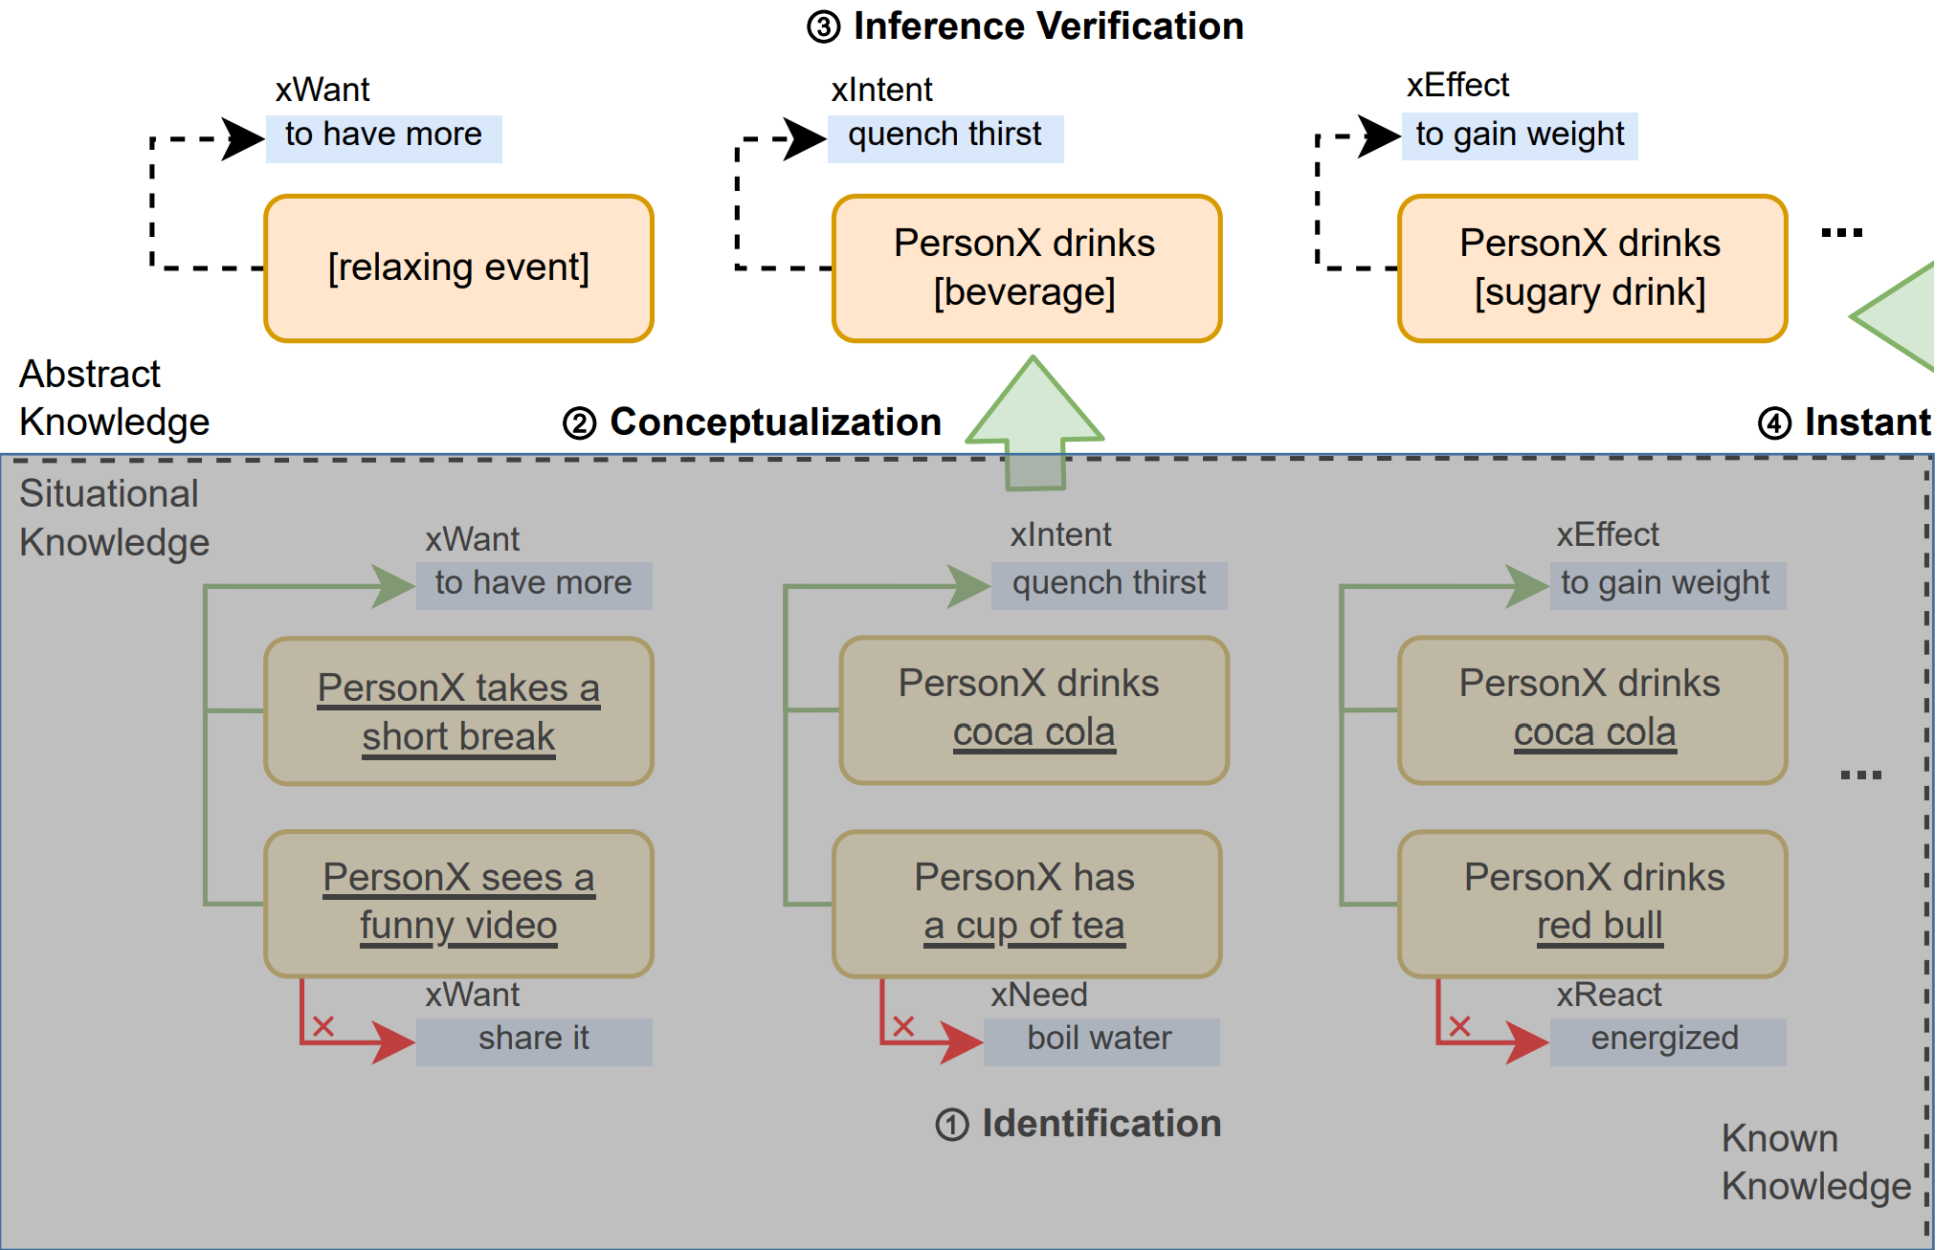 ③ Inference Verification
xWant
to have more
xIntent
quench thirst
xEffect
to gain weight
[relaxing event]
PersonX drinks
[beverage]
PersonX drinks
[sugary drink]
...
Abstract
Knowledge
② Conceptualization
④ Instant
Situational
Knowledge
xWant
to have more
xIntent
quench thirst
xEffect
to gain weight
PersonX takes a
short break
PersonX drinks
coca cola
PersonX drinks
coca cola
...
PersonX sees a
funny video
PersonX has
a cup of tea
PersonX drinks
red bull
xWant
share it
xNeed
boil water
xReact
energized
① Identification
Known
Knowledge